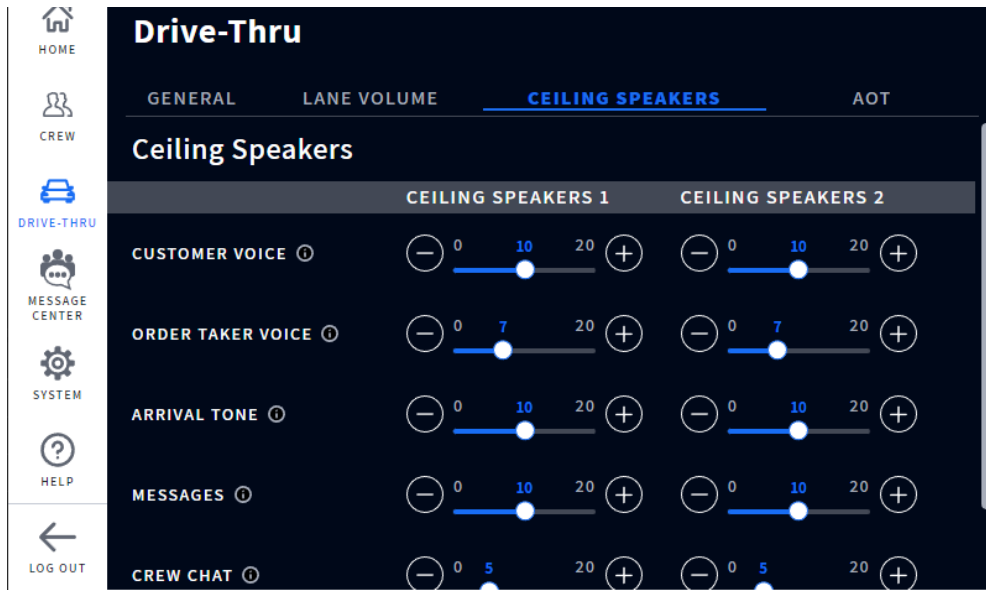 HOME
CREW
DRIVE-THRU
MESSAGE
CENTER
SYSTEM
HELP
LOG OUT
Drive-Thru
GENERAL LANE VOLUME CEILING SPEAKERS AOT
Ceiling Speakers
CEILING SPEAKERS 1 CEILING SPEAKERS 2
CUSTOMER VOICE 0 10 20 0 10 20
ORDER TAKER VOICE 0 7 20 0 7 20
ARRIVAL TONE 0 10 20 0 10 20
MESSAGES 0 10 20 0 10 20
CREW CHAT 0 5 20 0 5 20